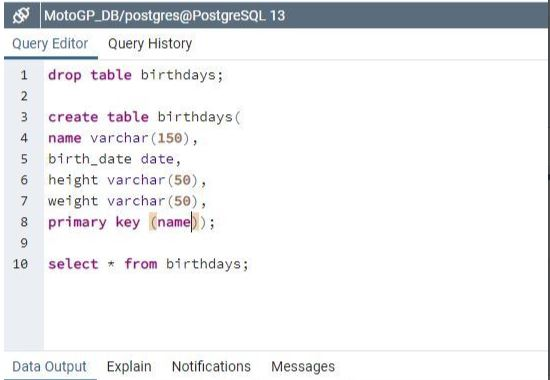 MotoGP_DB/postgres@PostgreSQL 13
Query Editor Query History
1 drop table birthdays;
2
3 create table birthdays(
4 name varchar(150),
5 birth_date date,
6 height varchar(50),
7 weight varchar(50),
8 primary key (name));
9
10 select * from birthdays;
Data Output Explain Notifications Messages